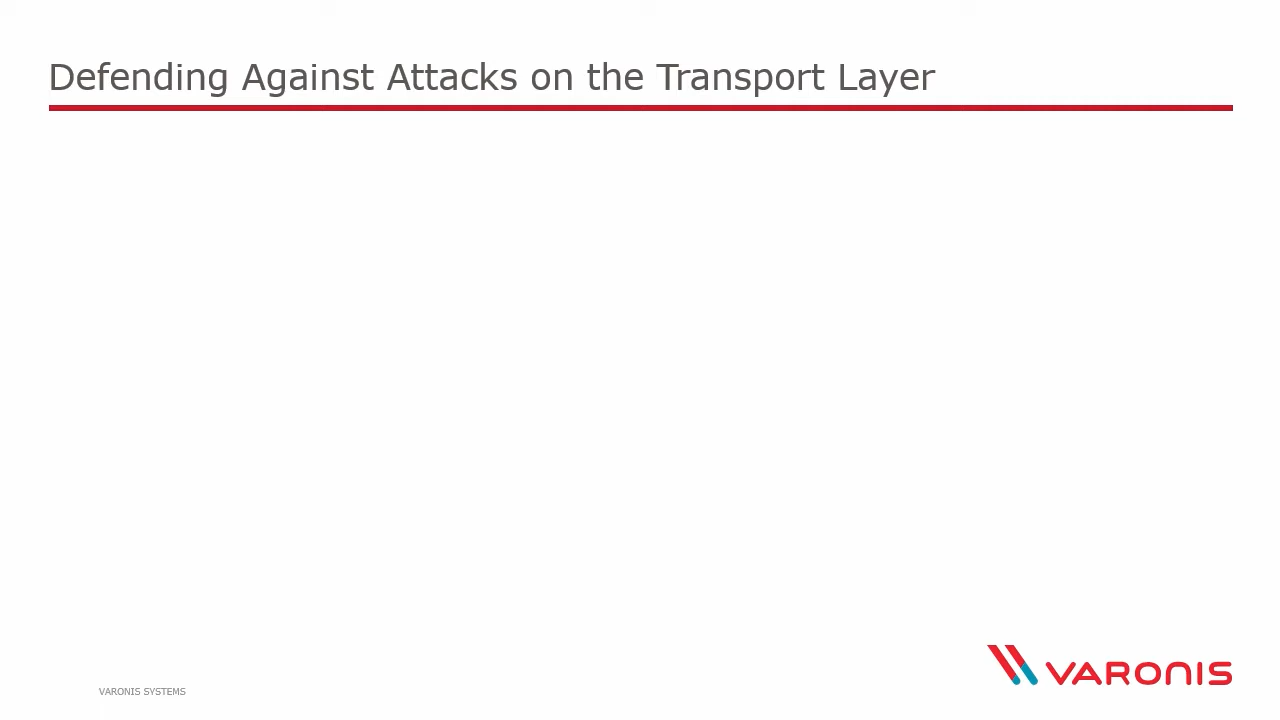 Defending Against Attacks on the Transport Layer
VARONIS SYSTEMS
VARONIS